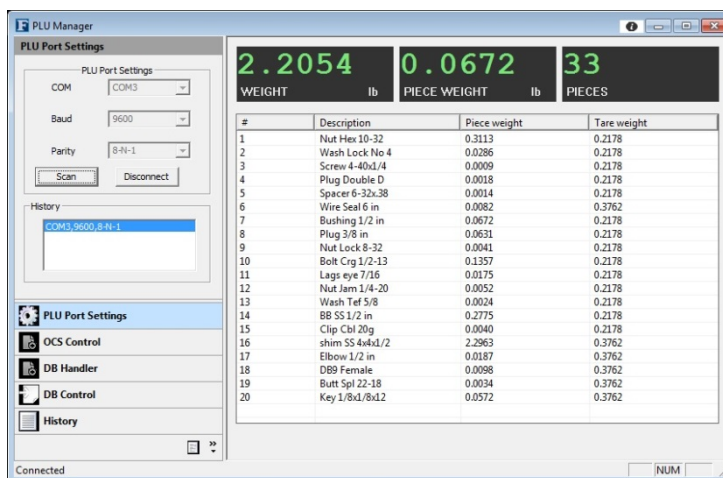 PLU Manager
PLU Port Settings
PLU Port Settings
COM COM3
Baud 9600
Parity 8-N-1
Scan Disconnect
History
COM3,9600,8-N-1
PLU Port Settings
OCS Control
DB Handler
DB Control
History
Connected
2.2054 0.0672 33
WEIGHT lb PIECE WEIGHT lb PIECES
# Description Piece weight Tare weight
1 Nut Hex 10-32 0.3113 0.2178
2 Wash Lock No 4 0.0286 0.2178
3 Screw 4-40x1/4 0.0009 0.2178
4 Plug Double D 0.0018 0.2178
5 Spacer 6-32x.38 0.0014 0.2178
6 Wire Seal 6 in 0.0082 0.3762
7 Bushing 1/2 in 0.0672 0.2178
8 Plug 3/8 in 0.0631 0.2178
9 Nut Lock 8-32 0.0041 0.2178
10 Bolt Crg 1/2-13 0.1357 0.2178
11 Lags eye 7/16 0.0175 0.2178
12 Nut Jam 1/4-20 0.0052 0.2178
13 Wash Tef 5/8 0.0024 0.2178
14 BB SS 1/2 in 0.2775 0.2178
15 Clip Cbl 20g 0.0040 0.2178
16 shim SS 4x4x1/2 2.2963 0.3762
17 Elbow 1/2 in 0.0187 0.3762
18 DB9 Female 0.0098 0.3762
19 Butt Spl 22-18 0.0034 0.3762
20 Key 1/8x1/8x12 0.0572 0.3762
NUM